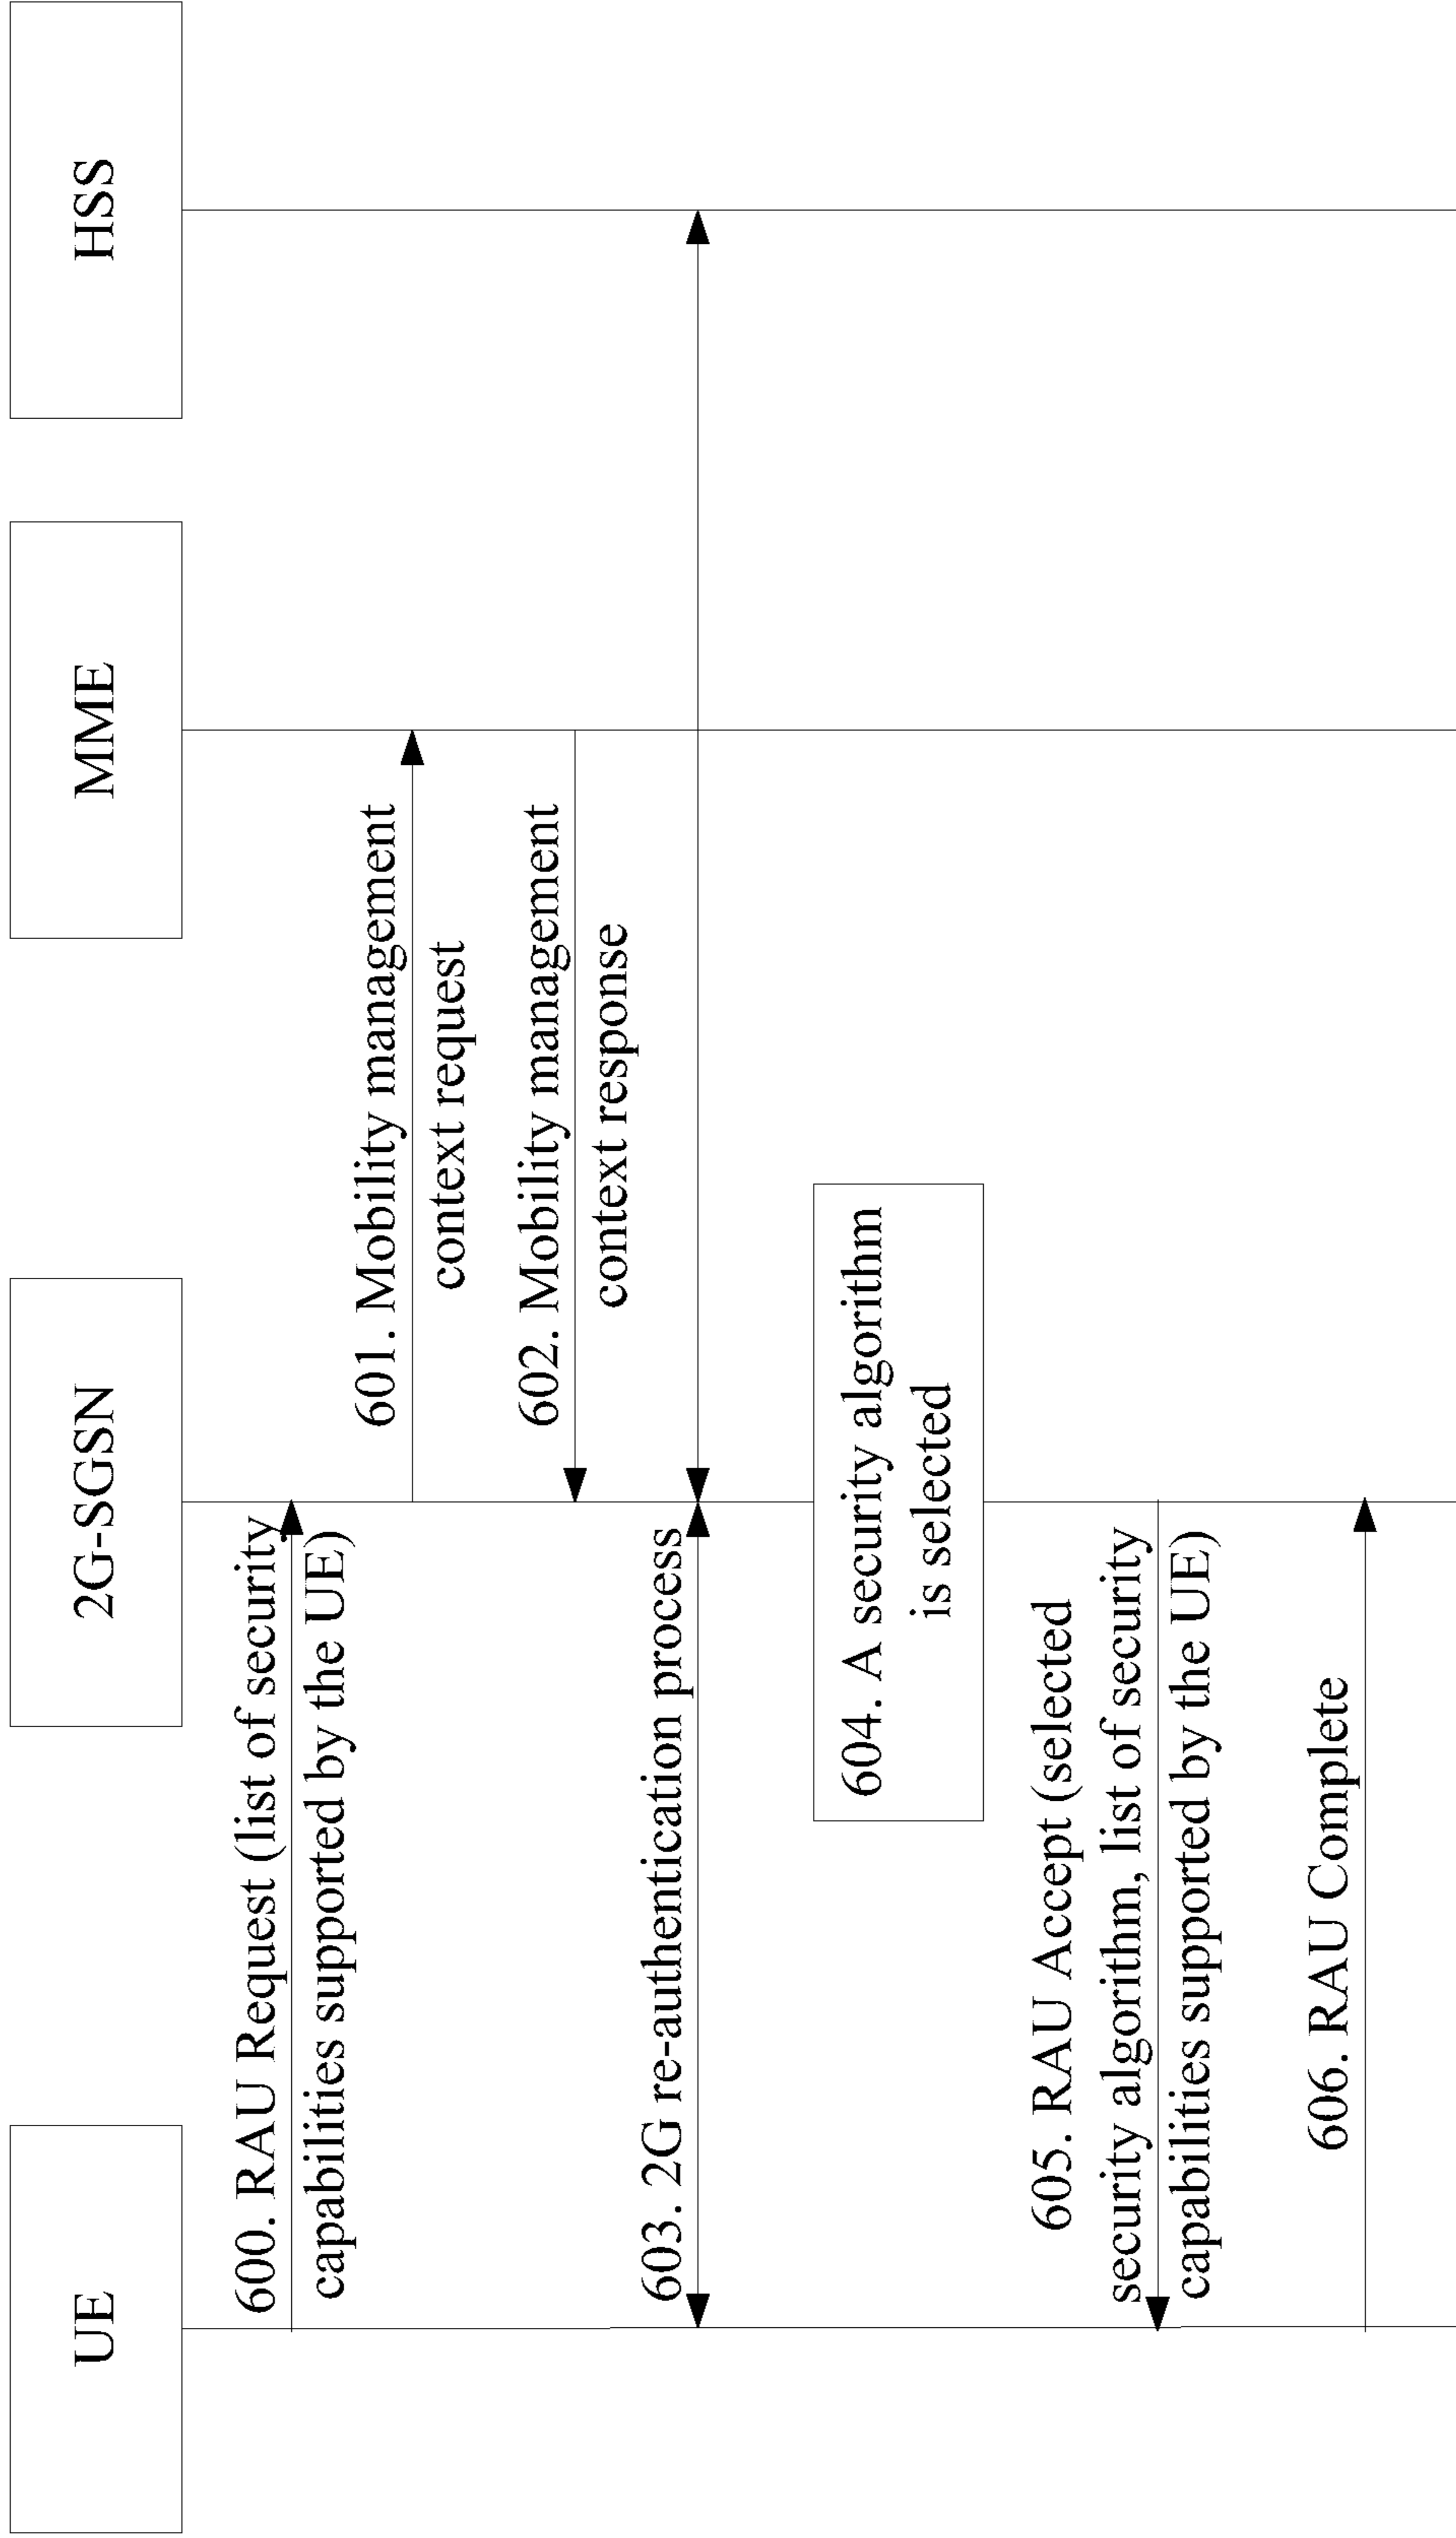 UE
2G-SGSN
MME
HSS
600. RAU Request (list of security
capabilities supported by the UE)
601. Mobility management
context request
602. Mobility management
context response
603. 2G re-authentication process
604. A security algorithm
is selected
605. RAU Accept (selected
security algorithm, list of security
capabilities supported by the UE)
606. RAU Complete